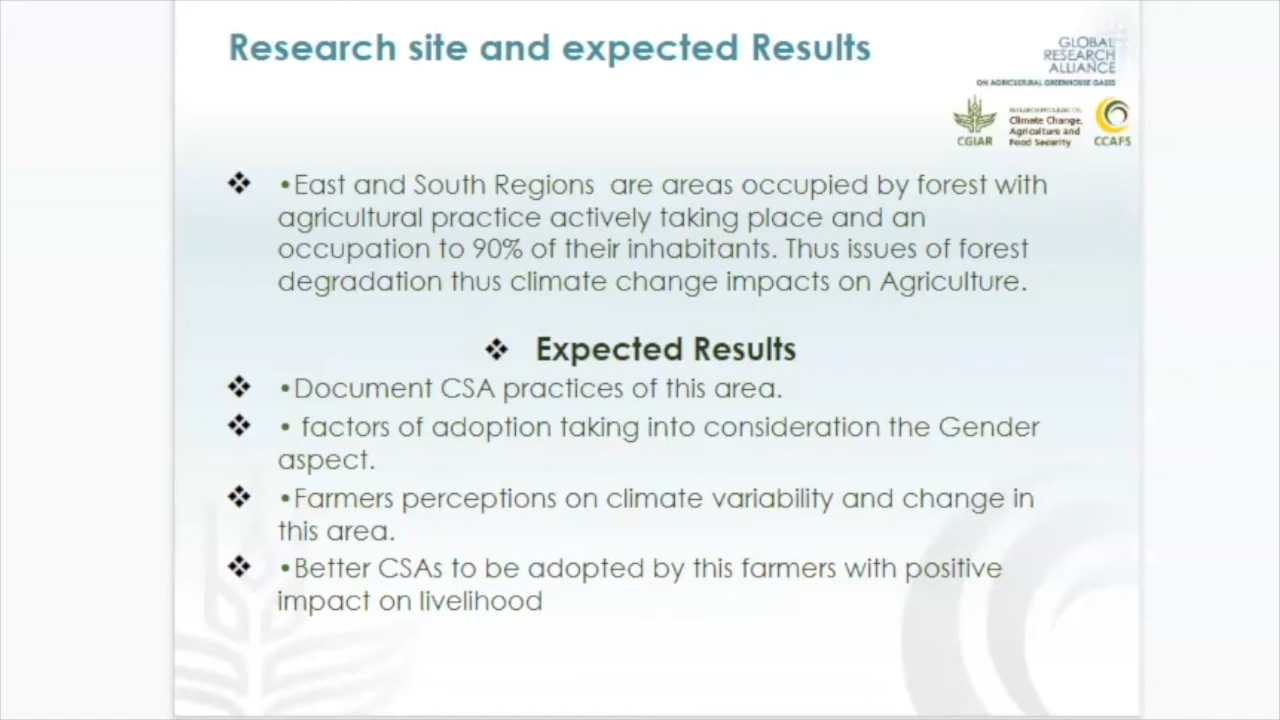 Research site and expected Results
GLOBAL
RESEARCH
ALLIANCE
ON AGRICULTURAL GREENHOUSE GASES
RESEARCH PROGRAM ON
Climate Change,
Agriculture and
Food Security
CGIAR
CCAFS
❖ •East and South Regions are areas occupied by forest with
agricultural practice actively taking place and an
occupation to 90% of their inhabitants. Thus issues of forest
degradation thus climate change impacts on Agriculture.
❖ Expected Results
❖ •Document CSA practices of this area.
❖ • factors of adoption taking into consideration the Gender
aspect.
❖ •Farmers perceptions on climate variability and change in
this area.
❖ •Better CSAs to be adopted by this farmers with positive
impact on livelihood